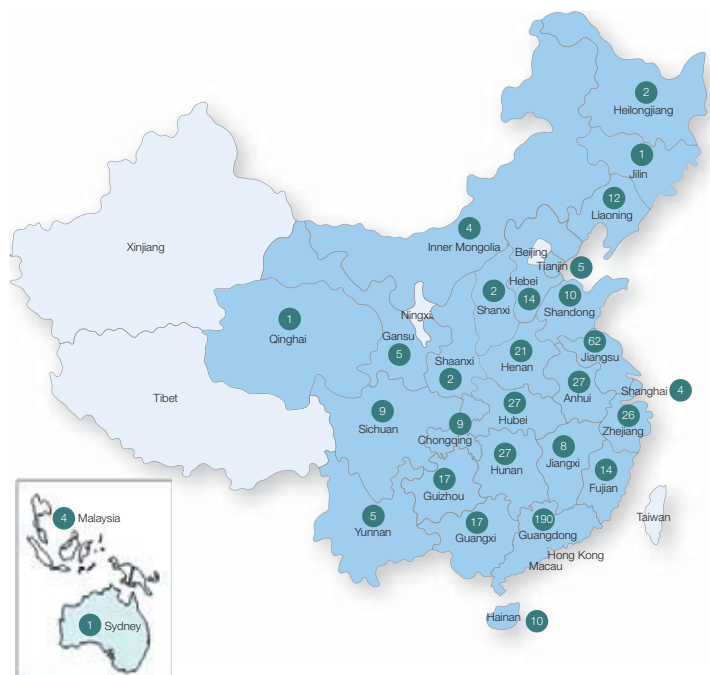 2
Heilongjiang
1
Jilin
12
Liaoning
4
Inner Mongolia
Xinjiang
Beijing
Tianjin 5
Hebei
14
2
Shanxi
10
Shandong
1
Qinghai
Ningxia
Gansu
5
62
Jiangsu
21
Henan
Shaanxi
2
27
Anhui
Shanghai 4
Tibet
9
Sichuan
9
Chongqing
27
Hubei
26
Zhejiang
27
Hunan
8
Jiangxi
14
Fujian
17
Guizhou
5
Yunnan
17
Guangxi
190
Guangdong
Taiwan
Hong Kong
Macau
Hainan 10
4 Malaysia
1 Sydney